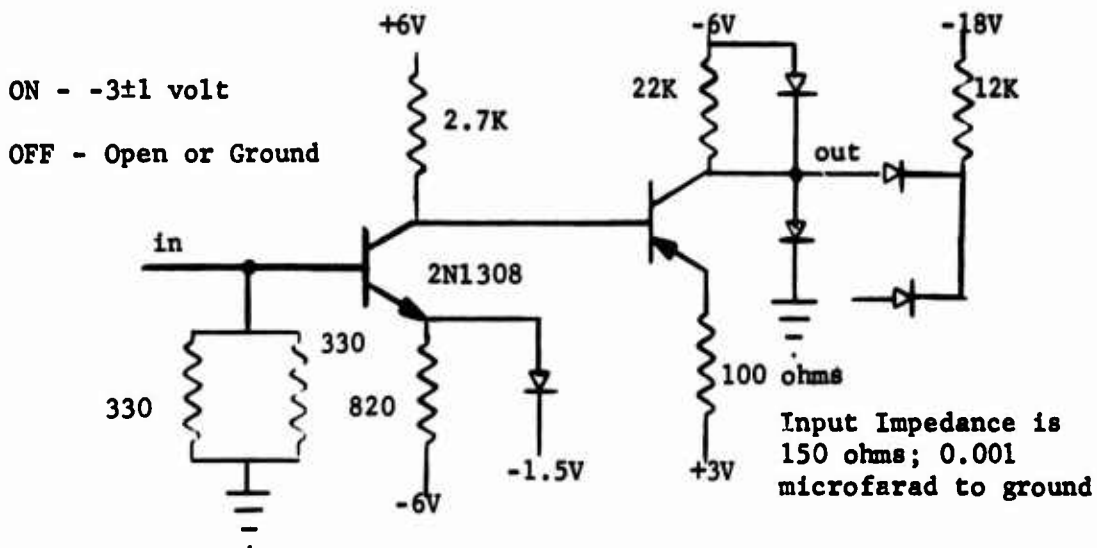 +6V
-6V
-18V
ON - -3±1 volt
22K
12K
2.7K
OFF - Open or Ground
out
in
2N1308
330
330
820
100 ohms
-1.5V
+3V
-6V
Input Impedance is
150 ohms; 0.001
microfarad to ground